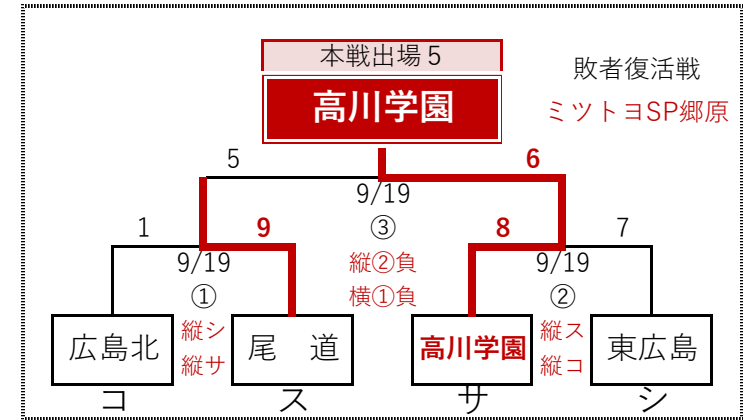 本戦出場５
高川学園
敗者復活戦
ミツトヨSP郷原
5
6
9/19
③
縦②負
横①負
1
9
9/19
①
8
7
9/19
②
広島北
縦シ
縦サ
尾　道
高川学園
縦ス
縦コ
東広島
コ
ス
サ
シ